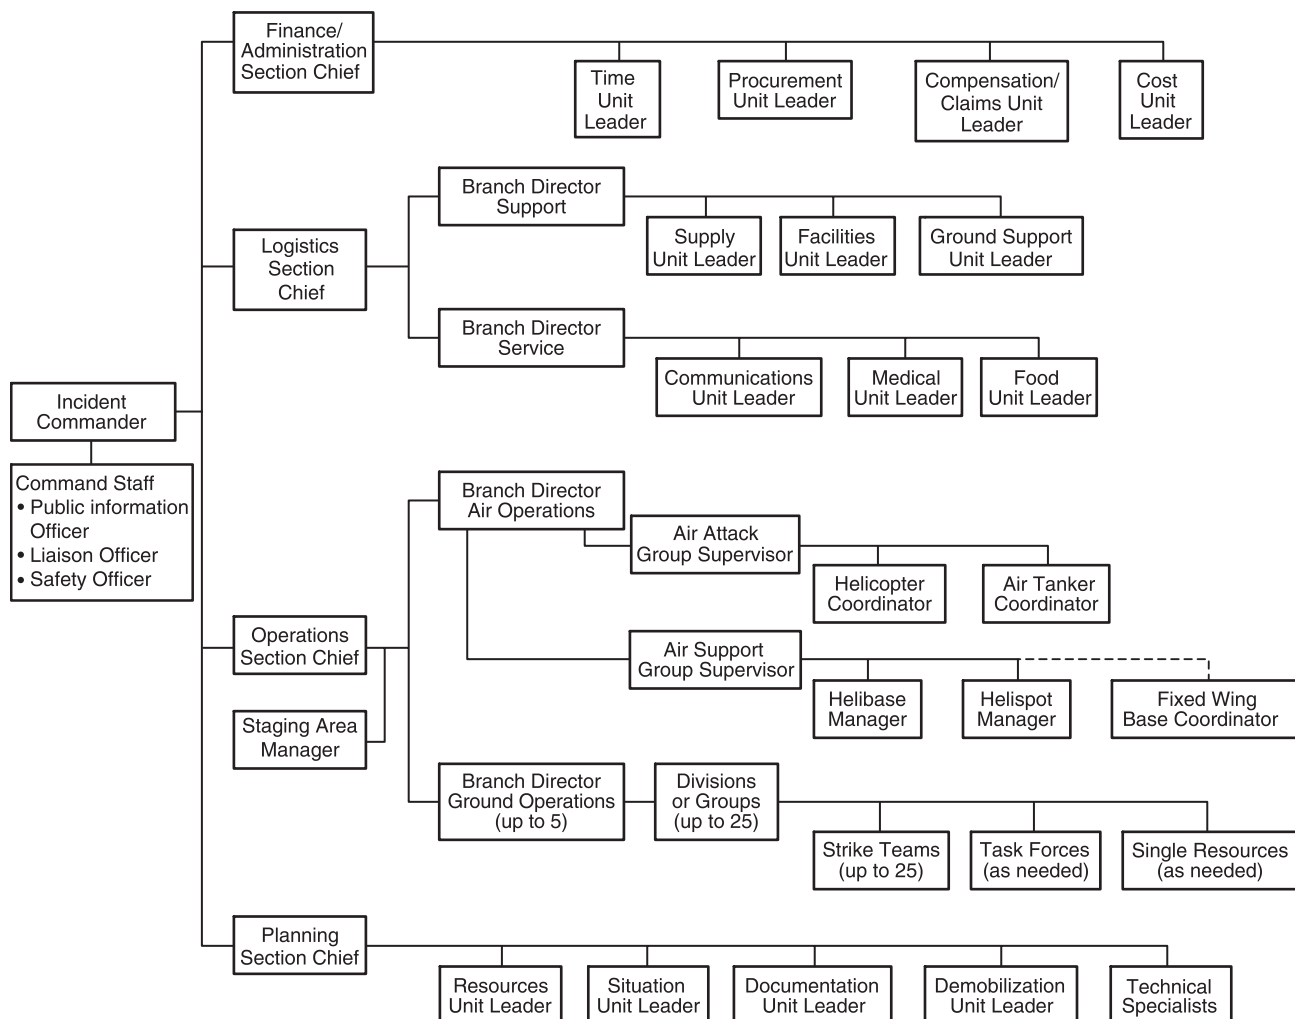 Finance/
Administration
Section Chief
Time
Unit
Leader
Procurement
Unit Leader
Compensation/
Claims Unit
Leader
Cost
Unit
Leader
Branch Director
Support
Supply
Unit Leader
Facilities
Unit Leader
Ground Support
Unit Leader
Logistics
Section
Chief
Branch Director
Service
Communications
Unit Leader
Medical
Unit Leader
Food
Unit Leader
Incident
Commander
Command Staff
• Public information
Officer
• Liaison Officer
• Safety Officer
Branch Director
Air Operations
Air Attack
Group Supervisor
Helicopter
Coordinator
Air Tanker
Coordinator
Operations
Section Chief
Air Support
Group Supervisor
Helibase
Manager
Helispot
Manager
Fixed Wing
Base Coordinator
Staging Area
Manager
Branch Director
Ground Operations
(up to 5)
Divisions
or Groups
(up to 25)
Strike Teams
(up to 25)
Task Forces
(as needed)
Single Resources
(as needed)
Planning
Section Chief
Resources
Unit Leader
Situation
Unit Leader
Documentation
Unit Leader
Demobilization
Unit Leader
Technical
Specialists